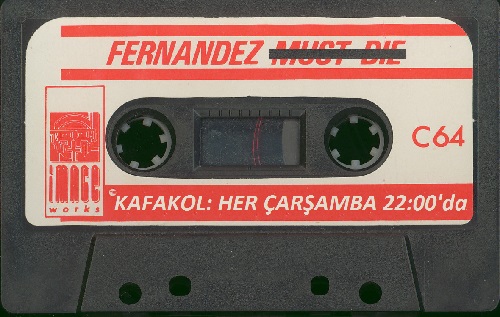 FERNANDEZ MUST DIE
C64
image
works
© KAFAKOL: HER ÇARŞAMBA 22:00'da